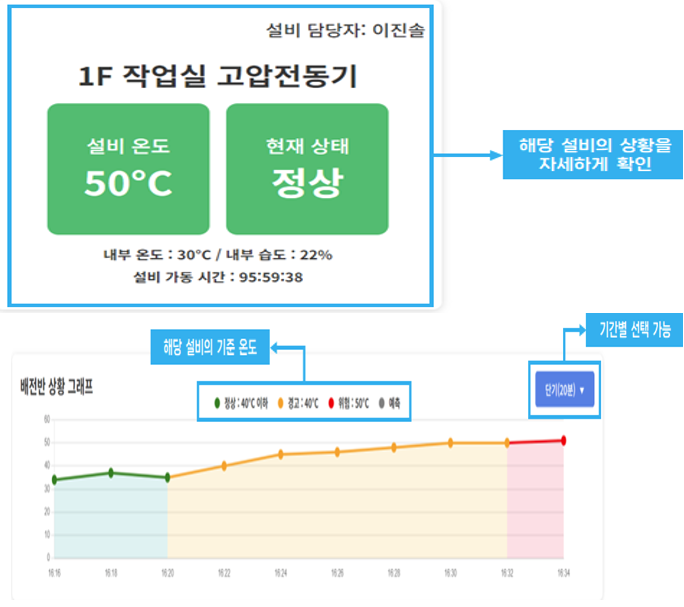 설비 담당자: 이진솔
1F 작업실 고압전동기
설비 온도
50°C
현재 상태
정상
내부 온도 : 30°C / 내부 습도 : 22%
설비 가동 시간 : 95:59:38
해당 설비의 상황을
자세하게 확인
해당 설비의 기준 온도
기간별 선택 가능
배전반 상황 그래프
정상 : 40°C 이하 경고 : 40°C 위험 : 50°C 예측
단기(20분) ▼
60
50
40
30
20
10
0
16:16 16:18 16:20 16:22 16:24 16:26 16:28 16:30 16:32 16:34